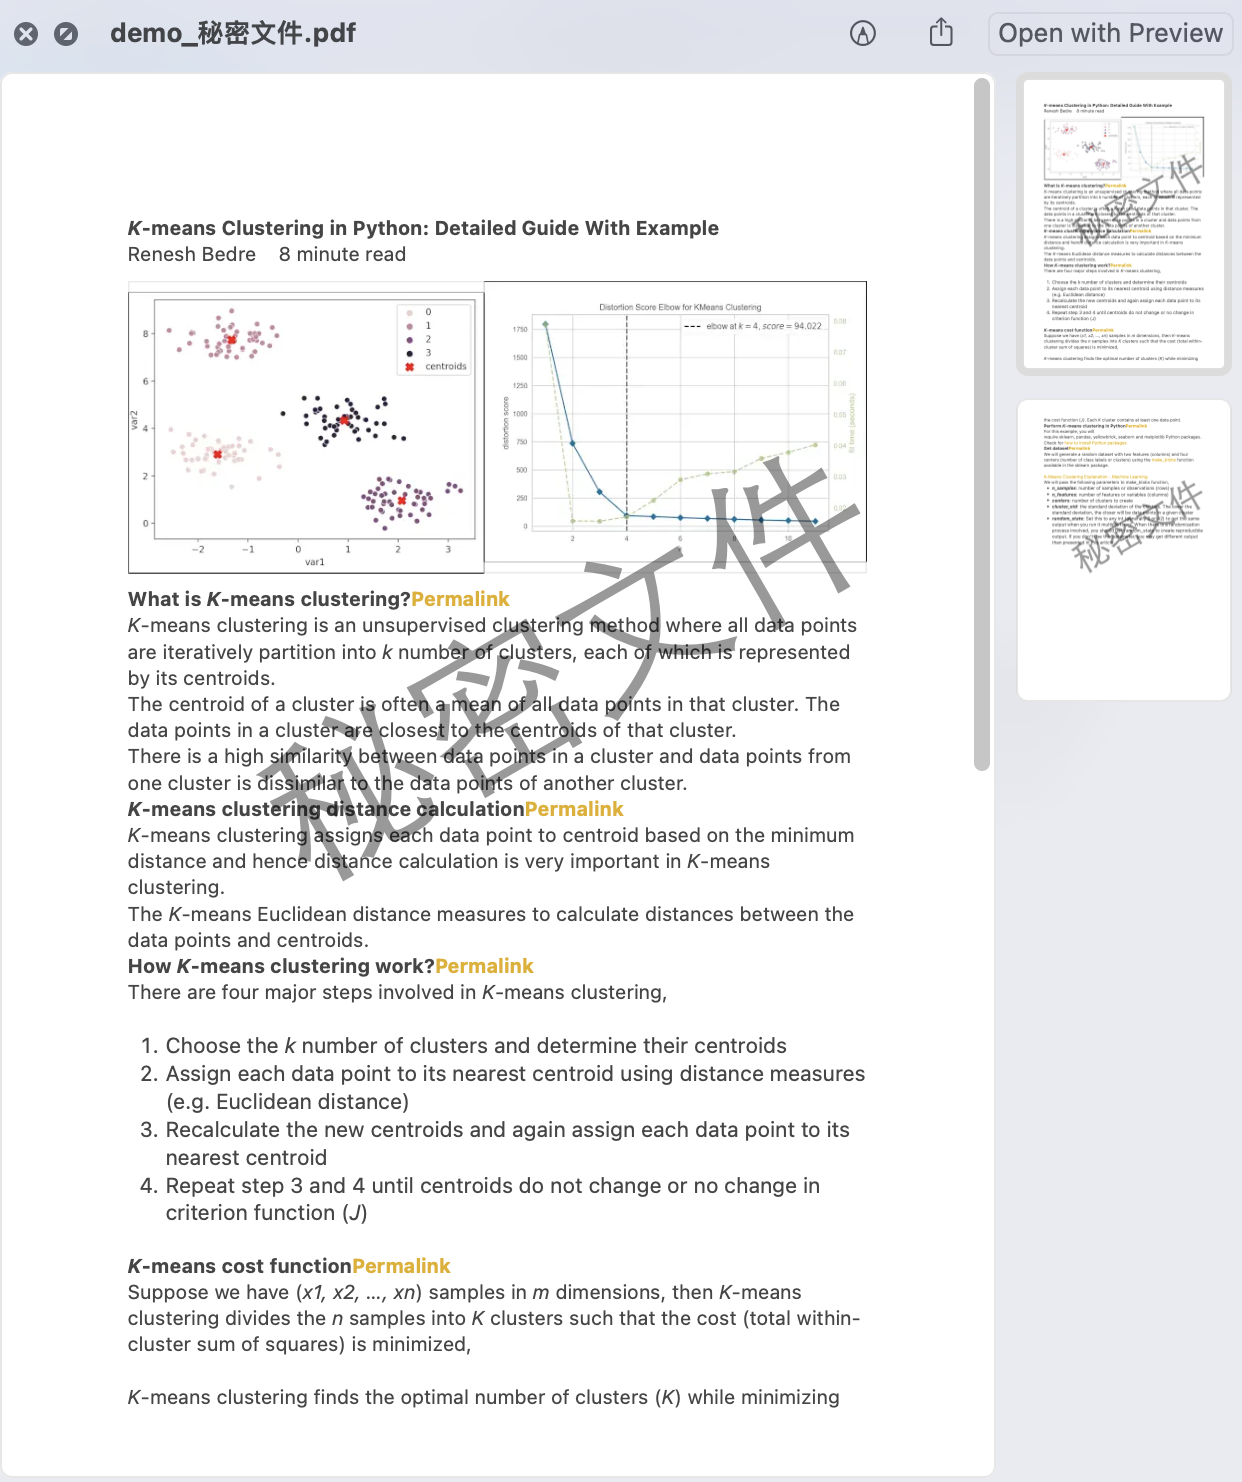 demo_秘密文件.pdf
Open with Preview
K-means Clustering in Python: Detailed Guide With Example
Renesh Bedre 8 minute read
0
1
2
3
centroids
8
6
4
2
0
var2
−2 −1 0 1 2 3
var1
Distortion Score Elbow for KMeans Clustering
elbow at k = 4, score = 94.022
1750
1500
1250
1000
750
500
250
0
distortion score
0.08
0.07
0.06
0.05
0.04
0.03
fit time (seconds)
2 4 6 8 10
秘密文件
What is K-means clustering?Permalink
K-means clustering is an unsupervised clustering method where all data points
are iteratively partition into k number of clusters, each of which is represented
by its centroids.
The centroid of a cluster is often a mean of all data points in that cluster. The
data points in a cluster are closest to the centroids of that cluster.
There is a high similarity between data points in a cluster and data points from
one cluster is dissimilar to the data points of another cluster.
K-means clustering distance calculationPermalink
K-means clustering assigns each data point to centroid based on the minimum
distance and hence distance calculation is very important in K-means
clustering.
The K-means Euclidean distance measures to calculate distances between the
data points and centroids.
How K-means clustering work?Permalink
There are four major steps involved in K-means clustering,
1. Choose the k number of clusters and determine their centroids
2. Assign each data point to its nearest centroid using distance measures
(e.g. Euclidean distance)
3. Recalculate the new centroids and again assign each data point to its
nearest centroid
4. Repeat step 3 and 4 until centroids do not change or no change in
criterion function (J)
K-means cost functionPermalink
Suppose we have (x1, x2, ..., xn) samples in m dimensions, then K-means
clustering divides the n samples into K clusters such that the cost (total within-
cluster sum of squares) is minimized,
K-means clustering finds the optimal number of clusters (K) while minimizing